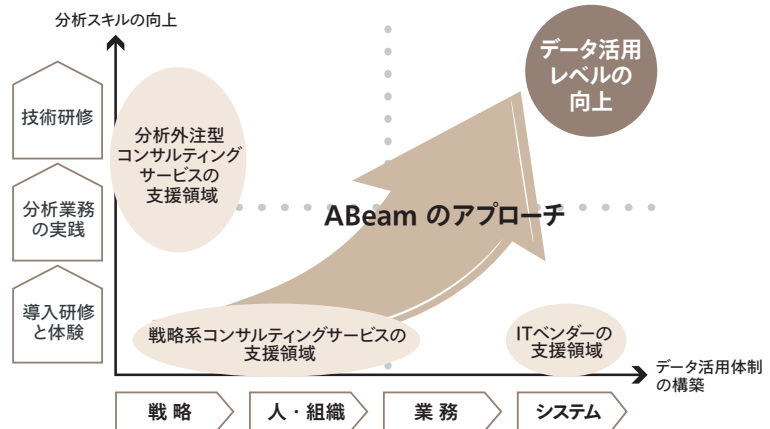 分析スキルの向上
データ活用
レベルの
向上
技術研修
分析外注型
コンサルティング
サービスの
支援領域
分析業務
の実践
ABeam のアプローチ
導入研修
と体験
戦略系コンサルティングサービスの
支援領域
ITベンダーの
支援領域
データ活用体制
の構築
戦 略
人・組織
業 務
システム